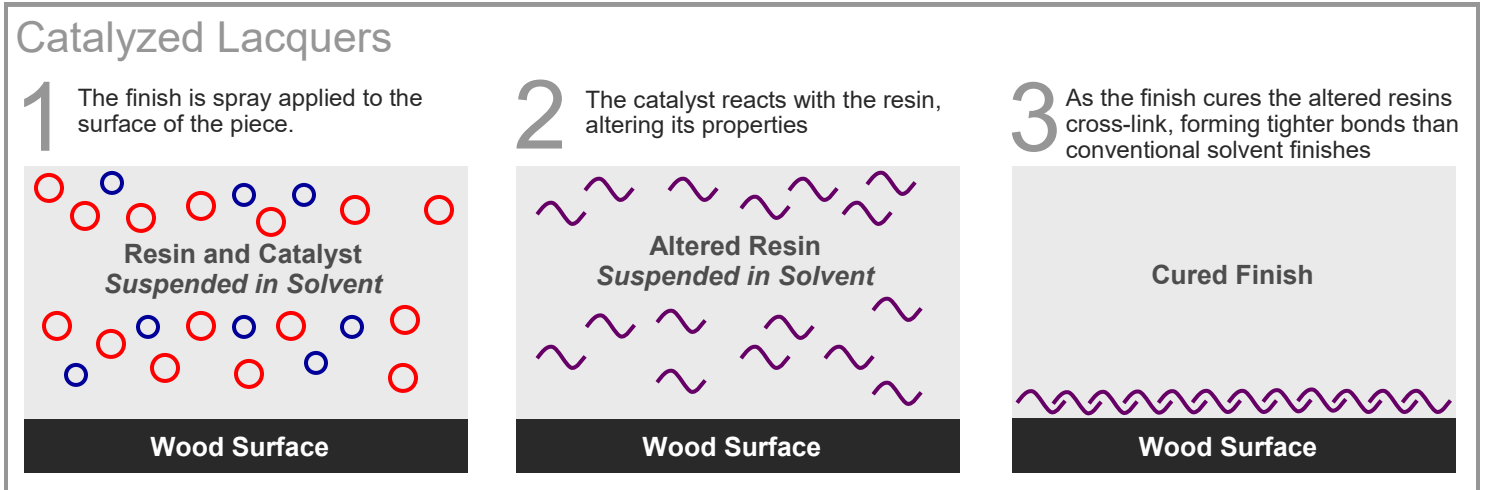 Catalyzed Lacquers
1
The finish is spray applied to the
surface of the piece.
Resin and Catalyst
Suspended in Solvent
Wood Surface
2
The catalyst reacts with the resin,
altering its properties
Altered Resin
Suspended in Solvent
Wood Surface
3
As the finish cures the altered resins
cross-link, forming tighter bonds than
conventional solvent finishes
Cured Finish
Wood Surface